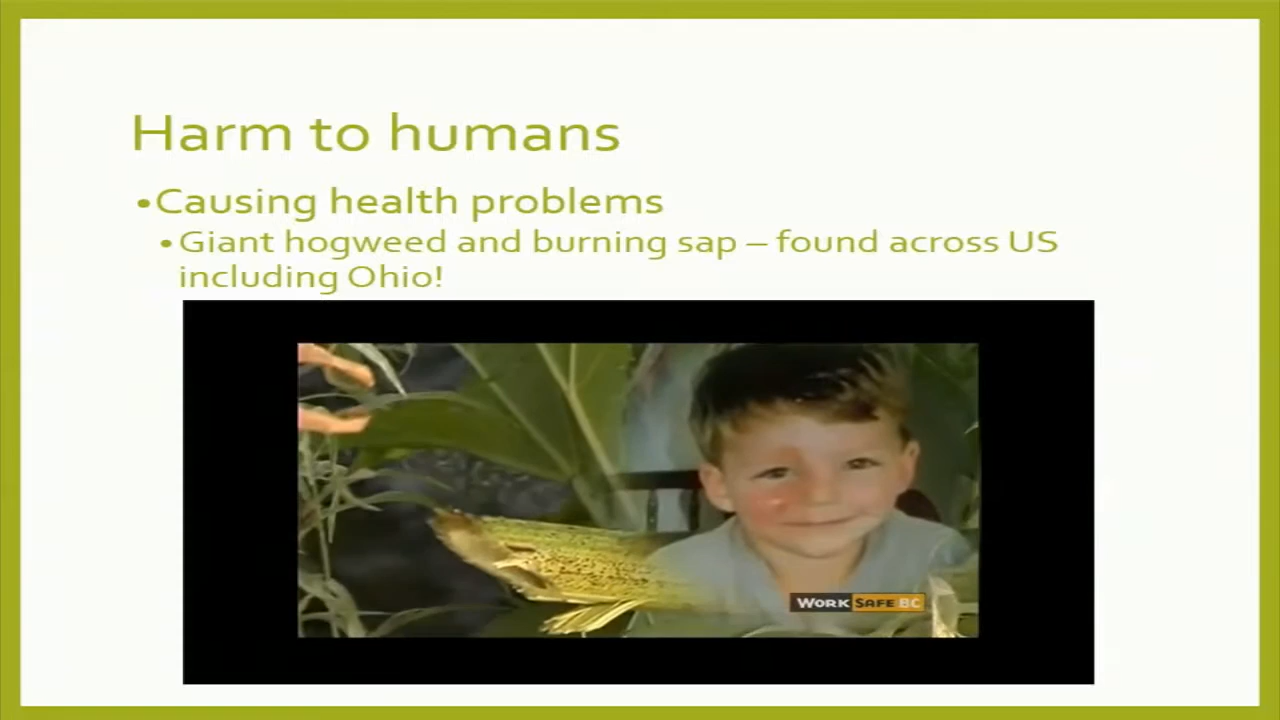 Harm to humans
•Causing health problems
•Giant hogweed and burning sap – found across US
including Ohio!
WORK SAFE BC